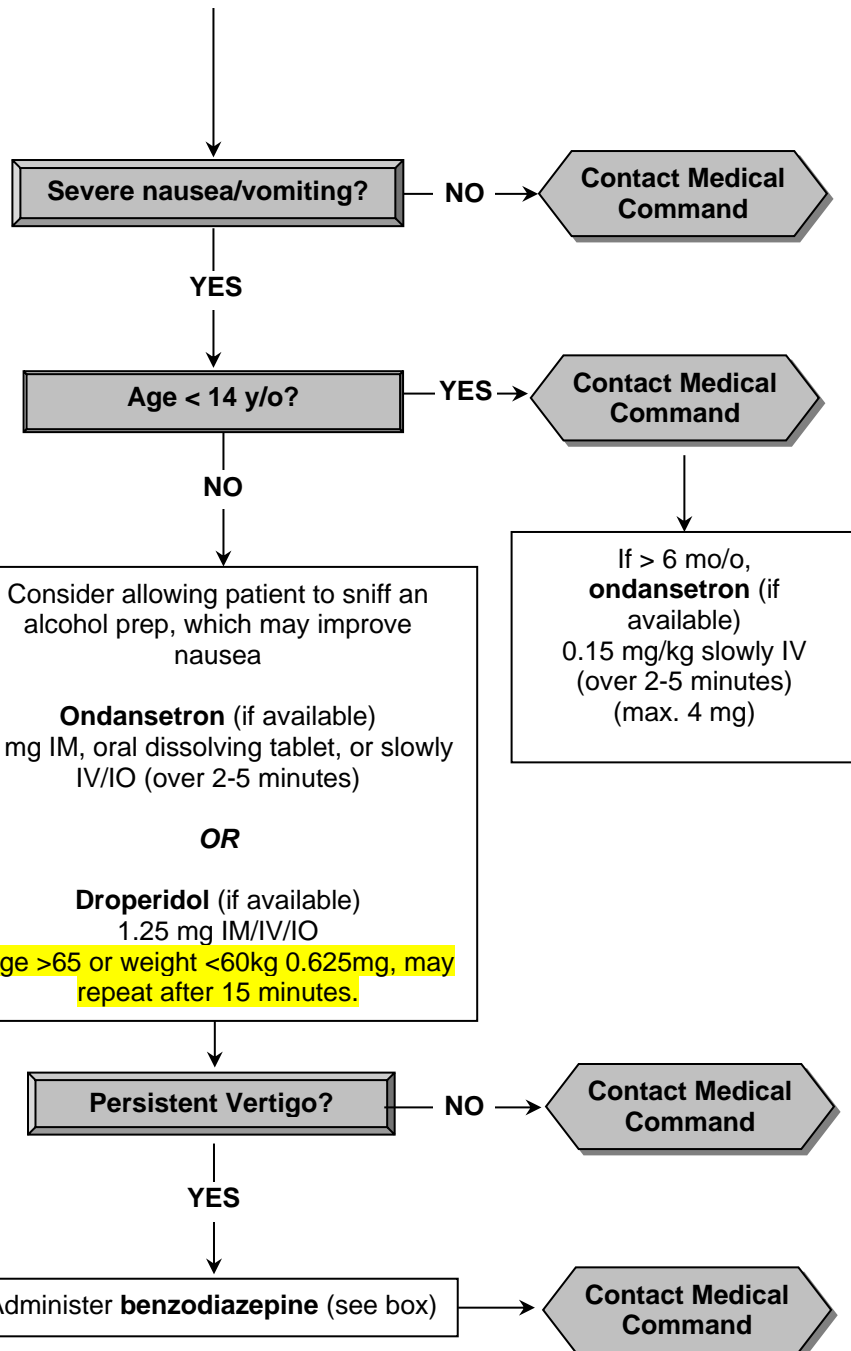 Severe nausea/vomiting?
NO
Contact Medical
Command
YES
Age < 14 y/o?
YES
Contact Medical
Command
NO
Consider allowing patient to sniff an
alcohol prep, which may improve
nausea
Ondansetron (if available)
mg IM, oral dissolving tablet, or slowly
IV/IO (over 2-5 minutes)
OR
Droperidol (if available)
1.25 mg IM/IV/IO
ge >65 or weight <60kg 0.625mg, may
repeat after 15 minutes.
If > 6 mo/o,
ondansetron (if
available)
0.15 mg/kg slowly IV
(over 2-5 minutes)
(max. 4 mg)
Persistent Vertigo?
NO
Contact Medical
Command
YES
Administer benzodiazepine (see box)
Contact Medical
Command